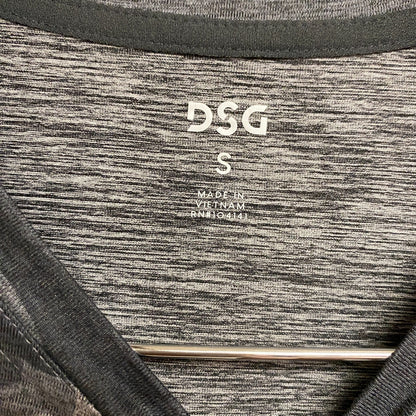 DSG
S
MADE IN
VIETNAM
RN#104141